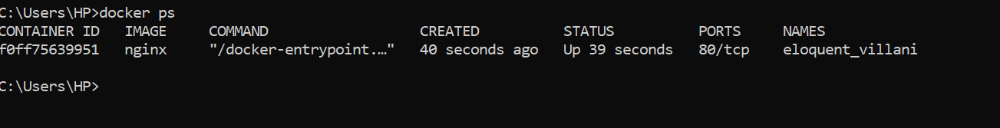 C:\Users\HP>docker ps
CONTAINER ID IMAGE COMMAND CREATED STATUS PORTS NAMES
f0ff75639951 nginx "/docker-entrypoint.…" 40 seconds ago Up 39 seconds 80/tcp eloquent_villani
C:\Users\HP>